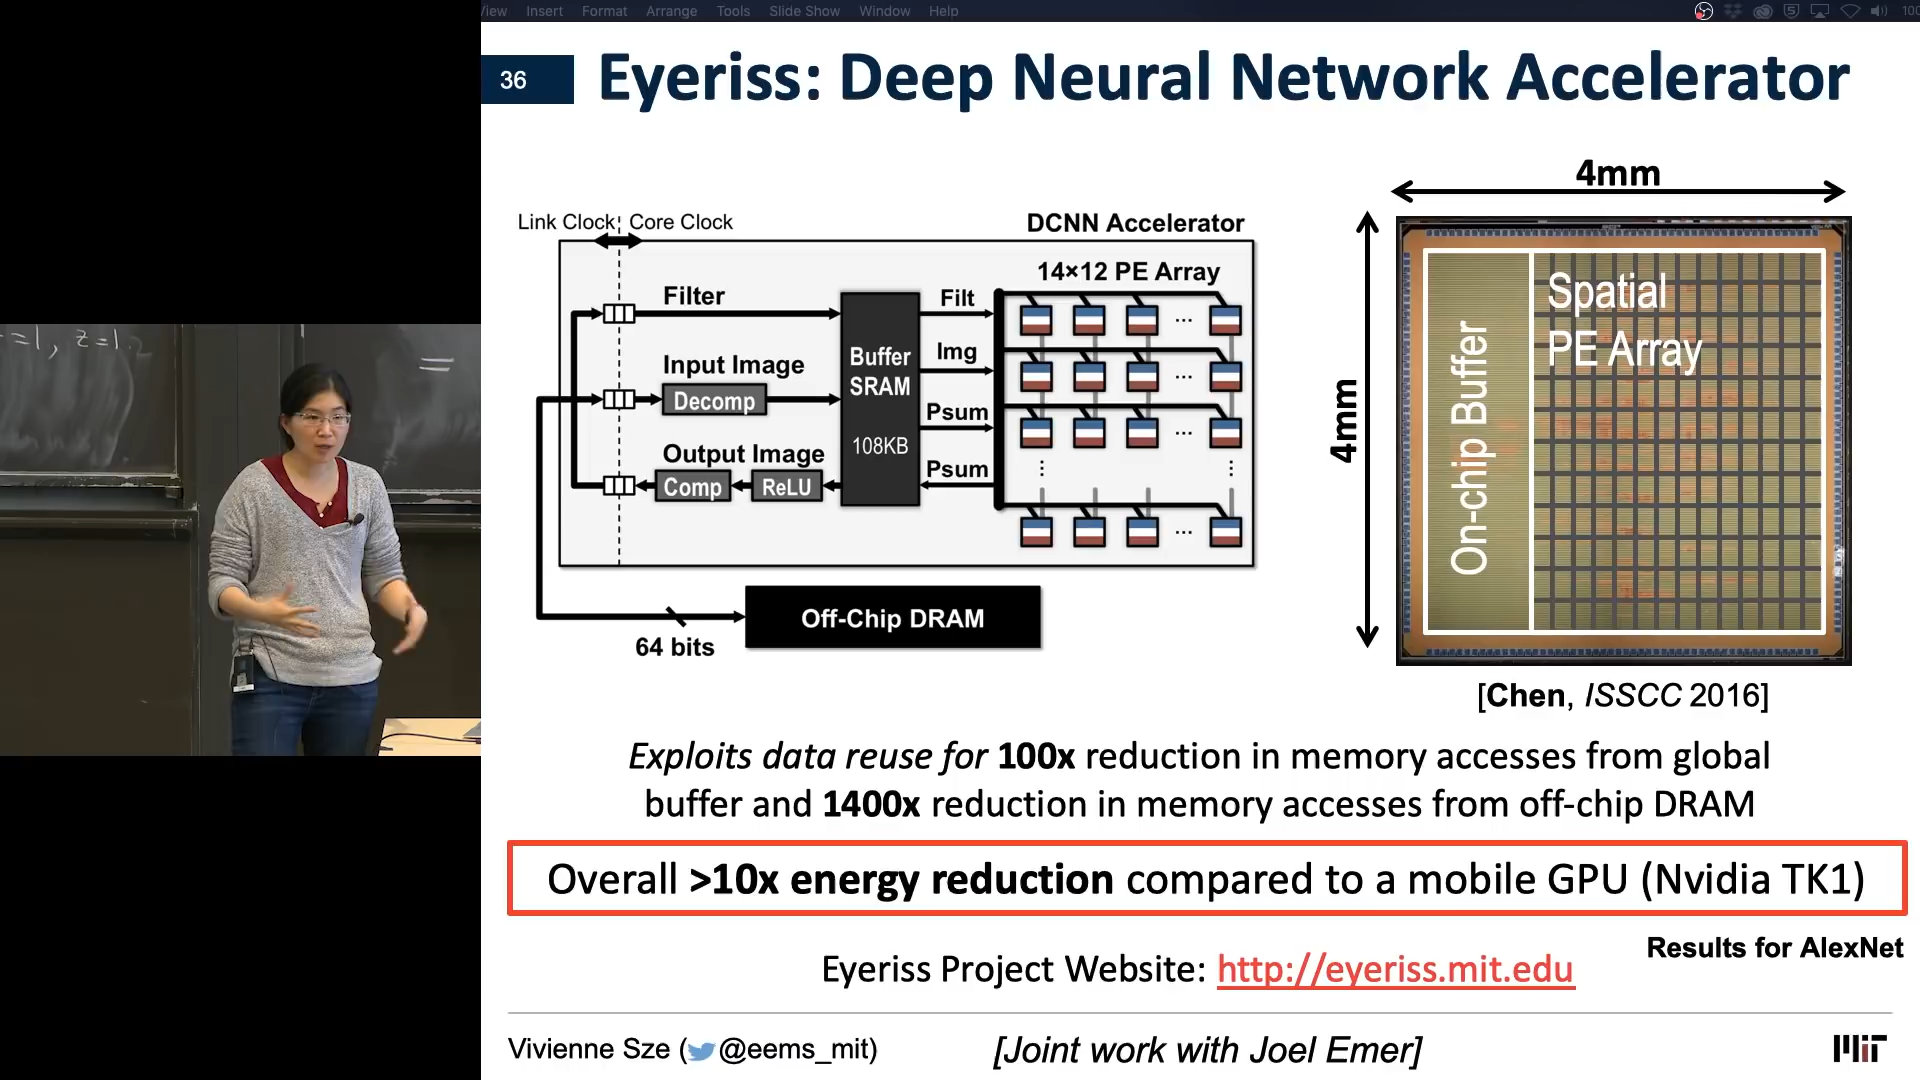 View Insert Format Arrange Tools Slide Show Window Help
36
Eyeriss: Deep Neural Network Accelerator
4mm
4mm
Link Clock Core Clock
DCNN Accelerator
14×12 PE Array
Filter
Filt
Input Image
Img
Decomp
Buffer
SRAM
108KB
Psum
Output Image
Psum
Comp
ReLU
Off-Chip DRAM
64 bits
On-chip Buffer
Spatial
PE Array
[Chen, ISSCC 2016]
Exploits data reuse for 100x reduction in memory accesses from global
buffer and 1400x reduction in memory accesses from off-chip DRAM
Overall >10x energy reduction compared to a mobile GPU (Nvidia TK1)
Results for AlexNet
Eyeriss Project Website: http://eyeriss.mit.edu
Vivienne Sze (@eems_mit)
[Joint work with Joel Emer]
MIT
=1, z=1